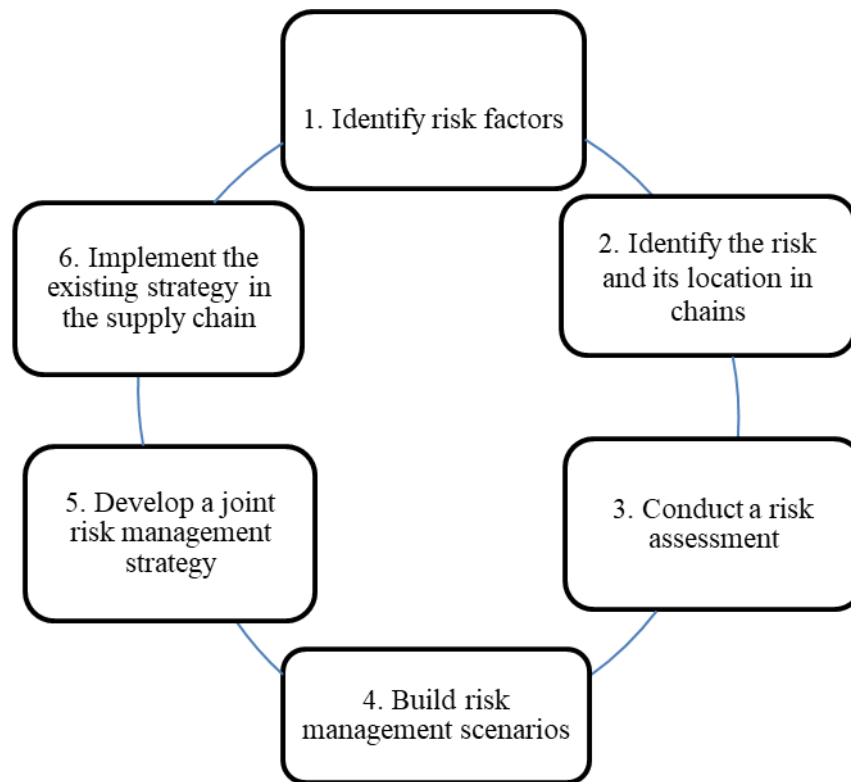 1. Identify risk factors
2. Identify the risk
and its location in
chains
3. Conduct a risk
assessment
4. Build risk
management scenarios
5. Develop a joint
risk management
strategy
6. Implement the
existing strategy in
the supply chain